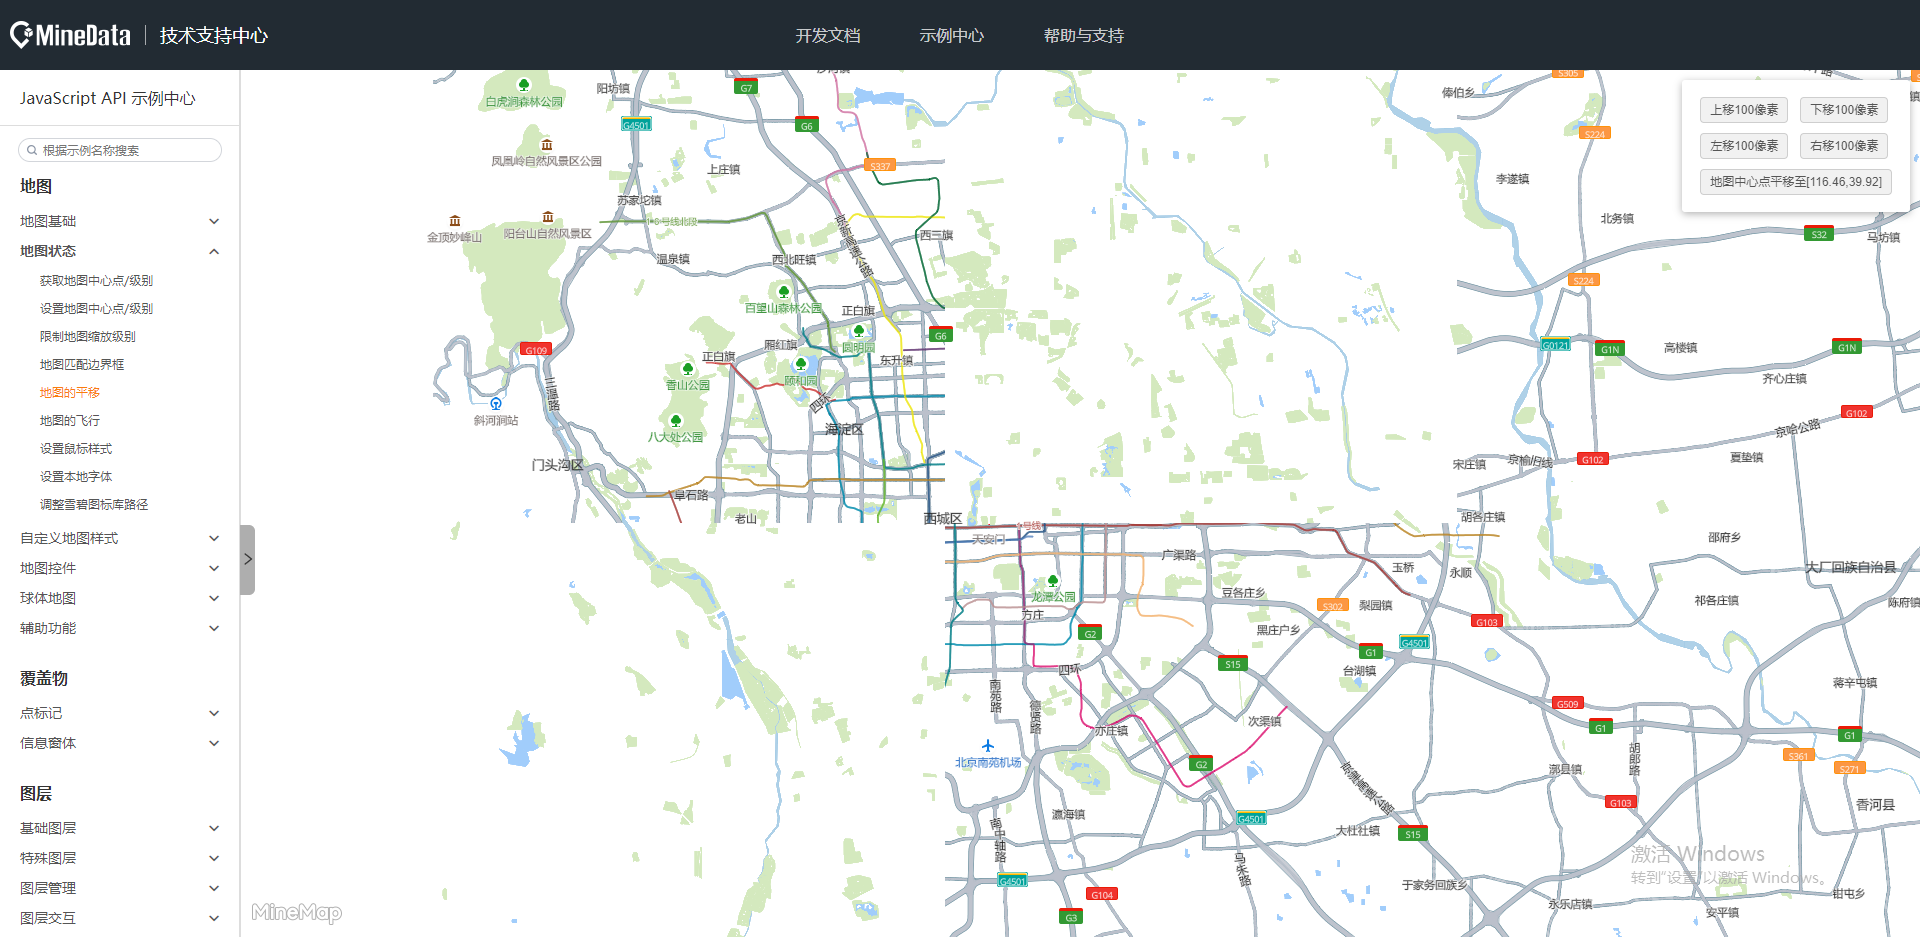 MineData
技术支持中心
开发文档
示例中心
帮助与支持
JavaScript API 示例中心
根据示例名称搜索
地图
地图基础
地图状态
获取地图中心点/级别
设置地图中心点/级别
限制地图缩放级别
地图匹配边界框
地图的平移
地图的飞行
设置鼠标样式
设置本地字体
调整雪碧图标库路径
自定义地图样式
地图控件
球体地图
辅助功能
覆盖物
点标记
信息窗体
图层
基础图层
特殊图层
图层管理
图层交互
上移100像素
下移100像素
左移100像素
右移100像素
地图中心点平移至[116.46,39.92]
白虎涧森林公园
阳坊镇
G7
G4501
G6
凤凰岭自然风景区公园
上庄镇
S337
苏家坨镇
金顶妙峰山
阳台山自然风景区
16号线北段
京新高速公路
西三旗
温泉镇
西北旺镇
百望山森林公园
正白旗
G6
G109
正白旗
厢红旗
圆明园
东升镇
香山公园
颐和园
三温路
斜河涧站
四环
海淀区
八大处公园
门头沟区
阜石路
老山
西城区
S305
俸伯乡
S224
李遂镇
北务镇
S32
马坊镇
S224
G0121
G1N
高楼镇
G1N
齐心庄镇
G102
京哈公路
宋庄镇
京榆旧线
G102
夏垫镇
胡各庄镇
邵府乡
1号线
天安门
广渠路
玉桥
永顺
大厂回族自治县
龙潭公园
方庄
豆各庄乡
S302
梨园镇
祁各庄镇
陈府镇
G2
黑庄户乡
G103
G4501
G1
S15
四环
台湖镇
蒋辛屯镇
南苑路
德贤路
G509
次渠镇
亦庄镇
G1
G1
北京南苑机场
G2
胡郎路
S361
S271
漷县镇
京津高速公路
G103
香河县
瀛海镇
G4501
南中轴路
大杜社镇
S15
马朱路
激活 Windows
转到"设置"以激活 Windows。
G4501
G104
于家务回族乡
钳屯乡
永乐店镇
安平镇
G3
MineMap